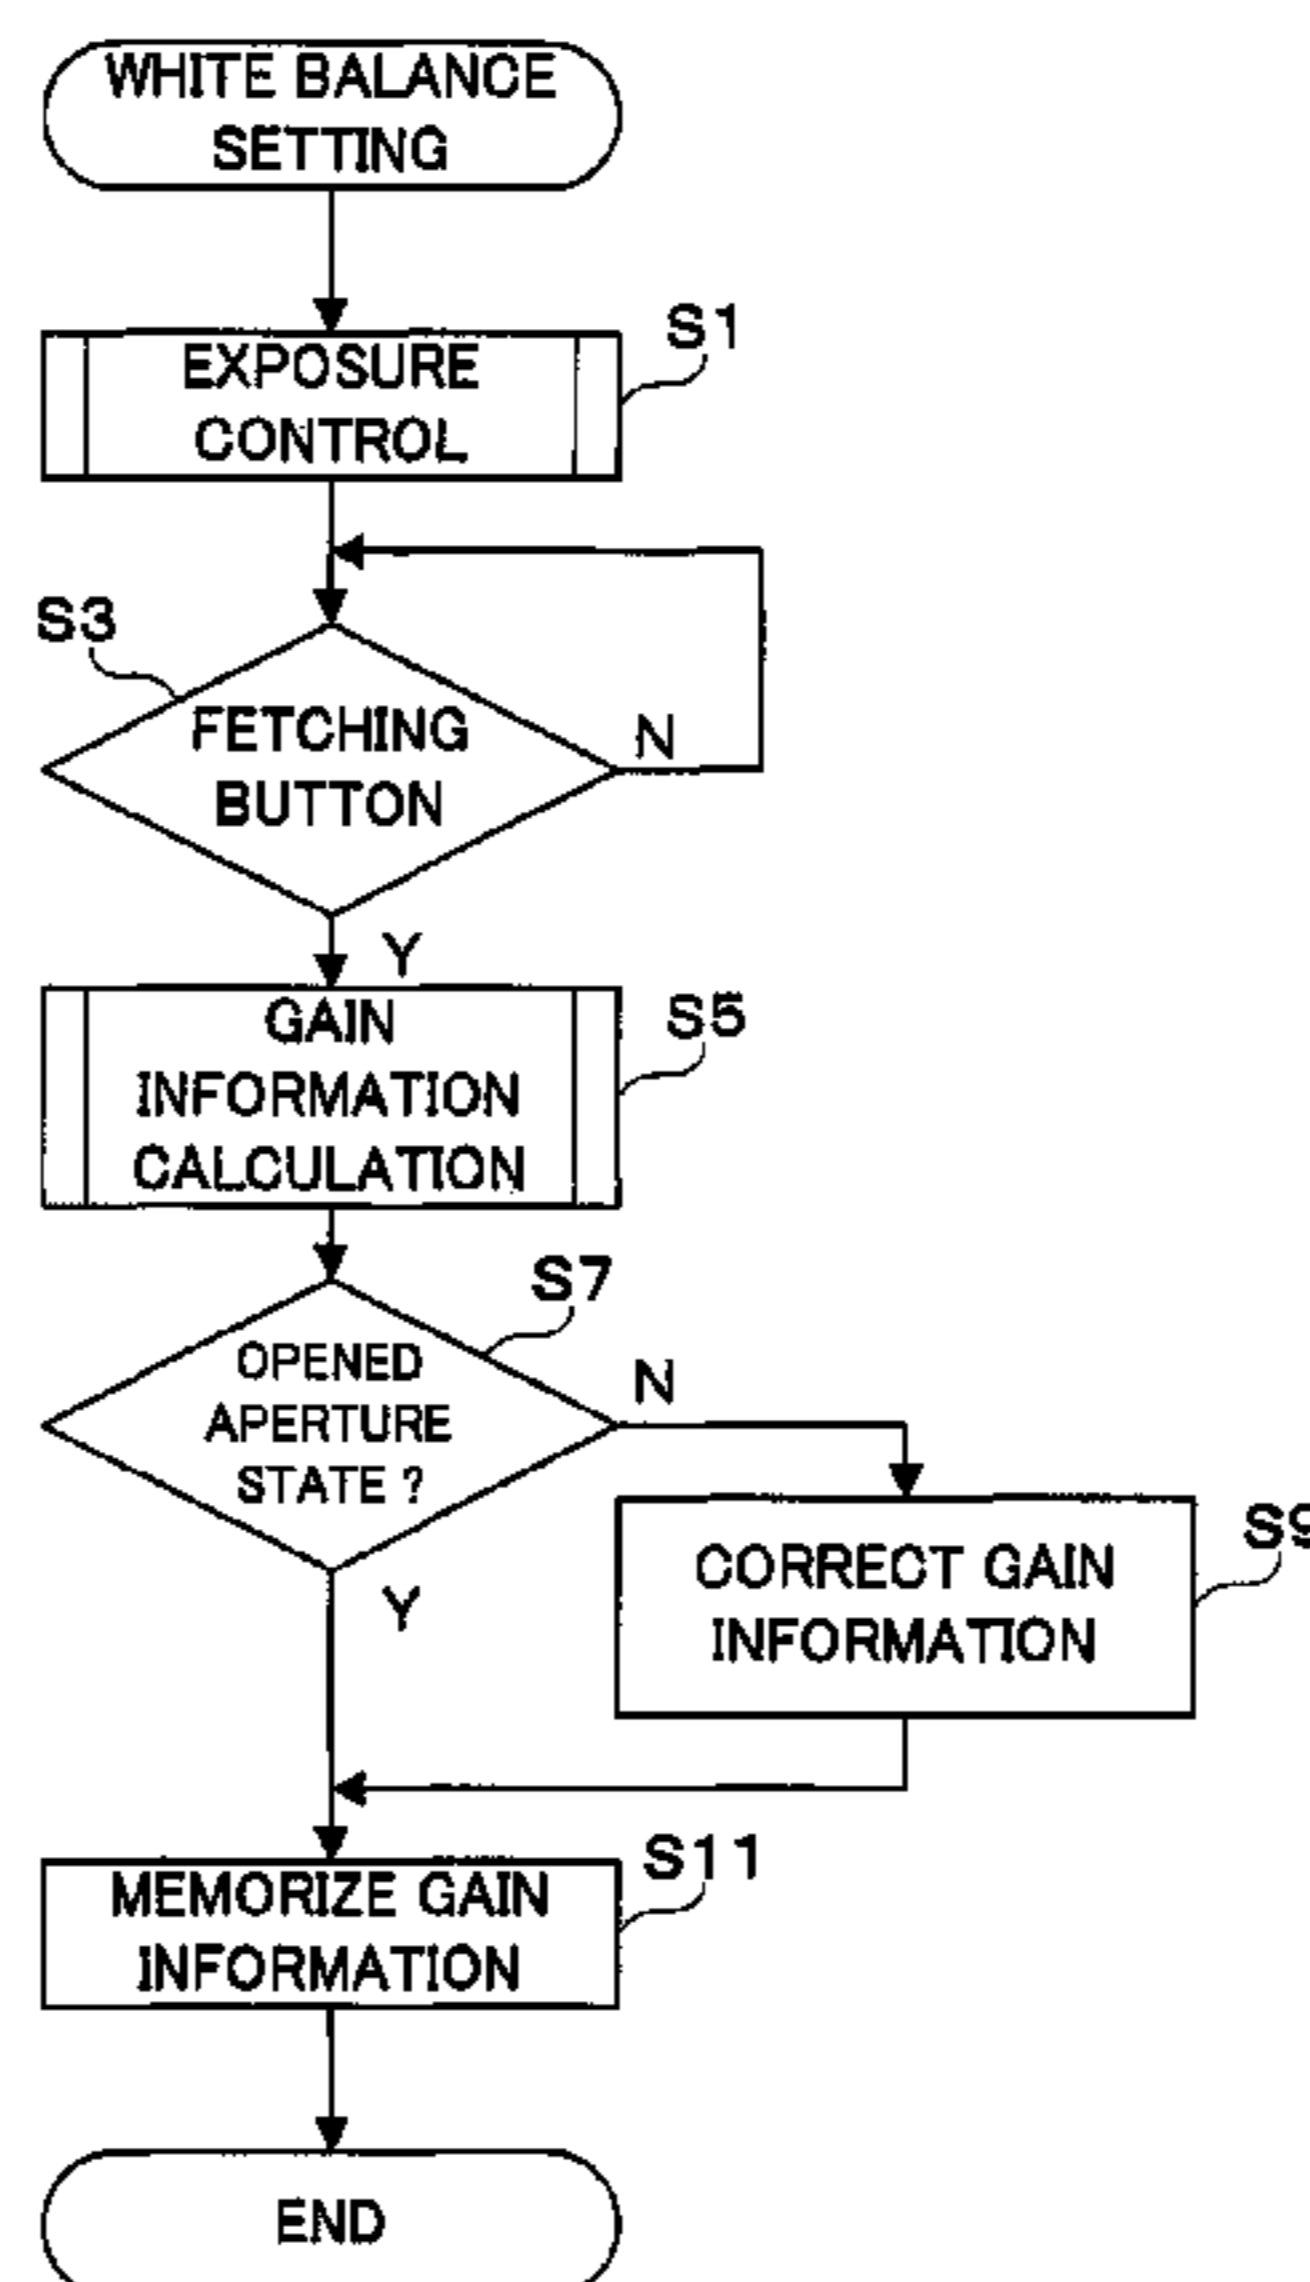 WHITE BALANCE
SETTING
S1
EXPOSURE
CONTROL
S3
FETCHING
BUTTON
N
Y
GAIN
INFORMATION
CALCULATION
S5
S7
OPENED
APERTURE
STATE ?
N
Y
CORRECT GAIN
INFORMATION
S9
S11
MEMORIZE GAIN
INFORMATION
END